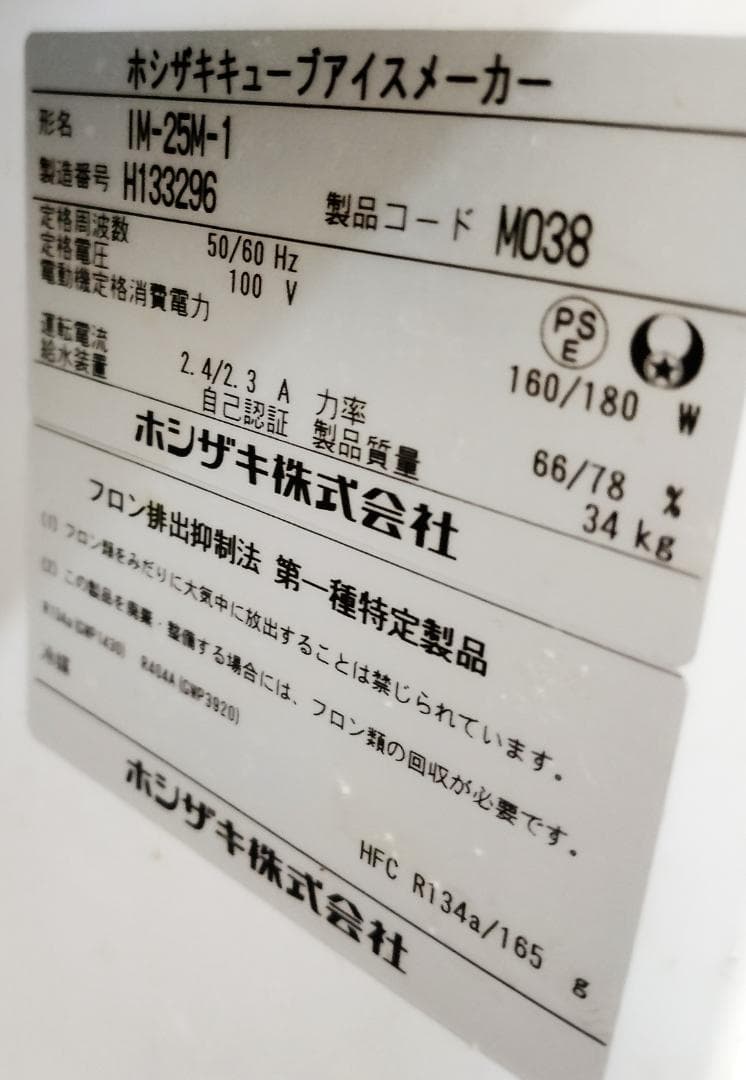 ホシザキキューブアイスメーカー
形名 IM-25M-1
製造番号 H133296 製品コード M038
定格周波数 50/60 Hz
定格電圧 100 V
電動機定格消費電力 160/180 W
運転電流 2.4/2.3 A 力率 66/78 %
給水装置 自己認証 製品質量 34 kg
PS
E
ホシザキ株式会社
フロン排出抑制法 第一種特定製品
(1) フロン類をみだりに大気中に放出することは禁じられています。
(2) この製品を廃棄・整備する場合には、フロン類の回収が必要です。
R134a(GWP1430) R404A(GWP3920)
冷媒 HFC R134a/165 g
ホシザキ株式会社